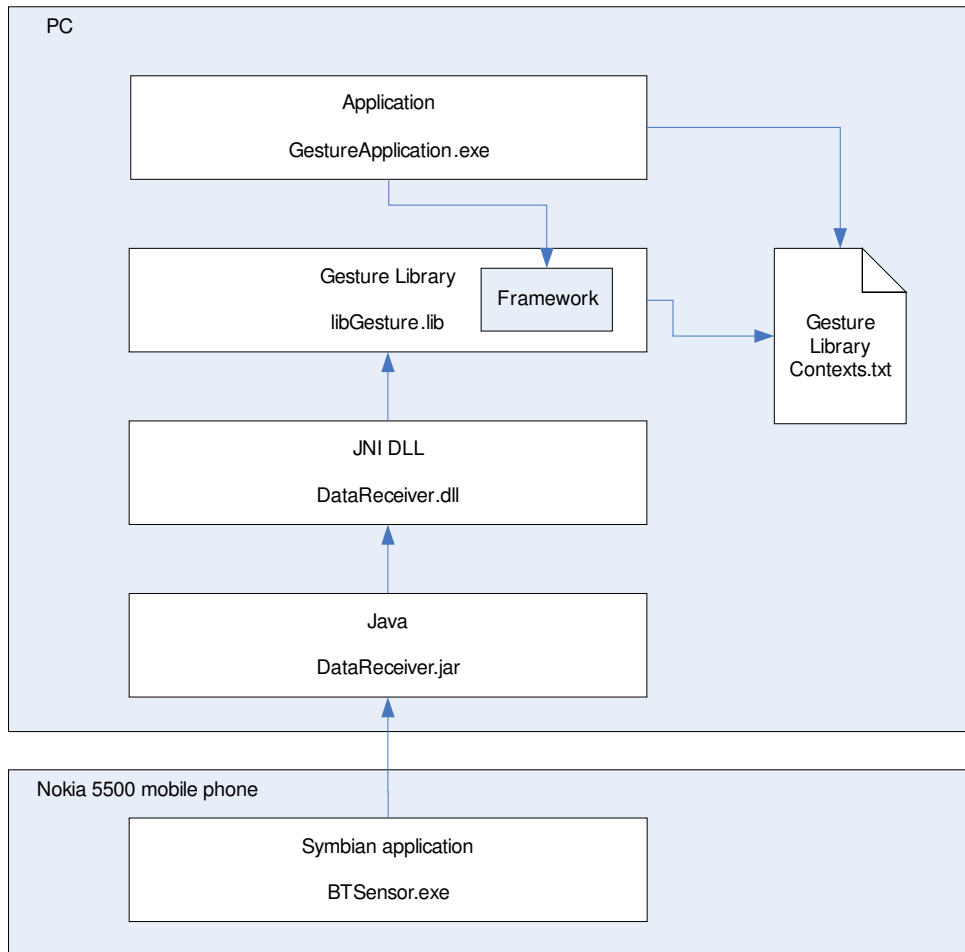 PC
Application
GestureApplication.exe
Gesture Library
libGesture.lib
Framework
Gesture
Library
Contexts.txt
JNI DLL
DataReceiver.dll
Java
DataReceiver.jar
Nokia 5500 mobile phone
Symbian application
BTSensor.exe